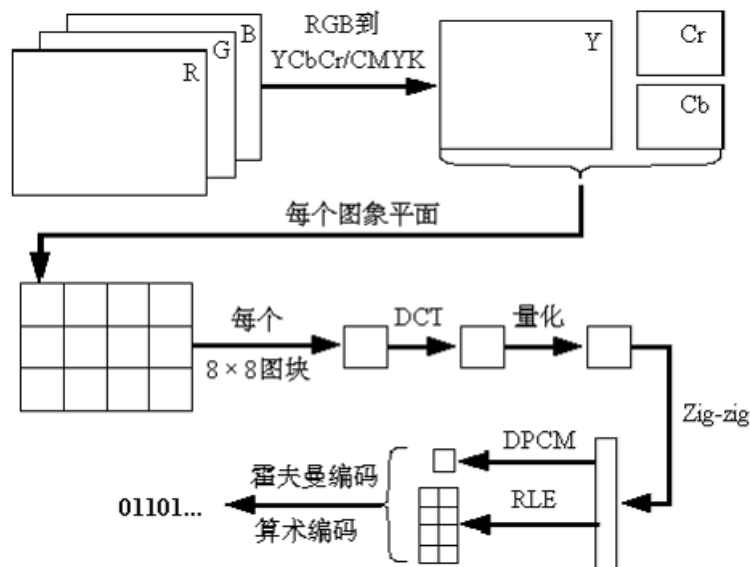 R
G
B
RGB到
YCbCr/CMYK
Y
Cr
Cb
每个图象平面
每个
8×8图块
DCT
量化
Zig-zig
DPCM
RLE
霍夫曼编码
算术编码
01101...